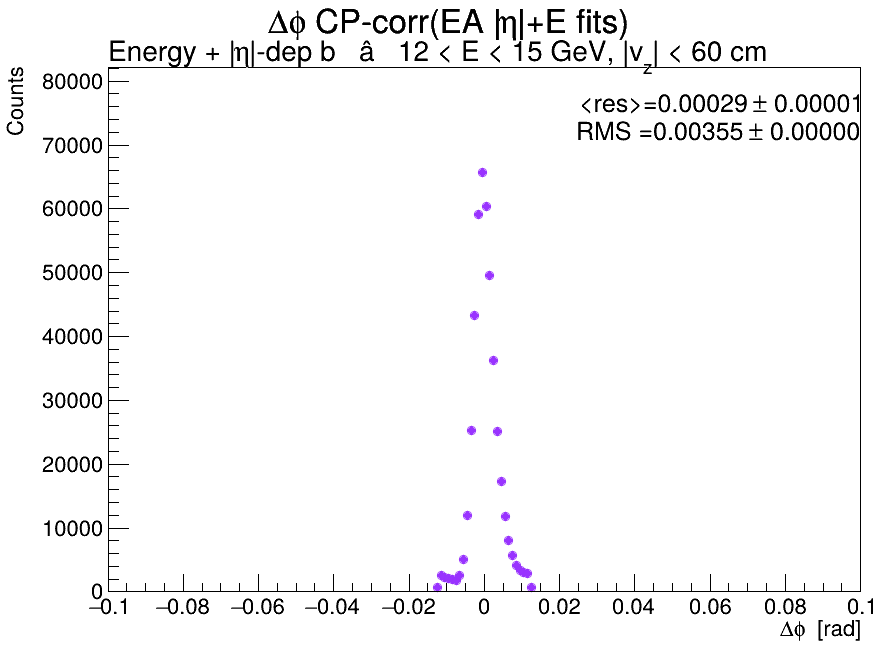 Δϕ CP-corr(EA |η|+E fits)
Energy + |η|-dep b â 12 < E < 15 GeV, |v_z| < 60 cm
Counts
<res>=0.00029 ± 0.00001
RMS =0.00355 ± 0.00000
80000
70000
60000
50000
40000
30000
20000
10000
0
−0.1 −0.08 −0.06 −0.04 −0.02 0 0.02 0.04 0.06 0.08 0.1
Δϕ [rad]